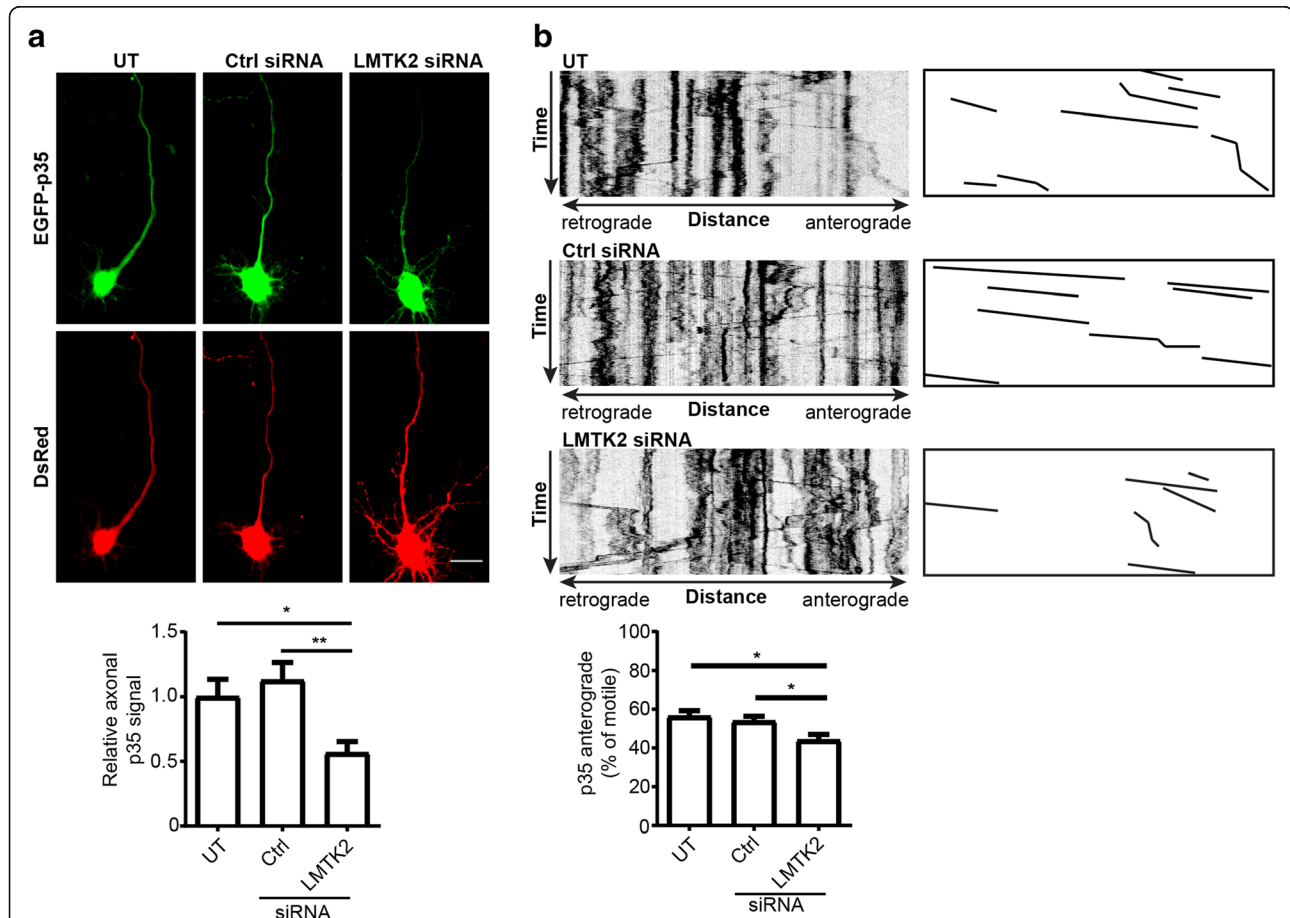 a
UT
Ctrl siRNA
LMTK2 siRNA
EGFP-p35
DsRed
Relative axonal
p35 signal
1.5
1.0
0.5
0
*
**
UT
Ctrl
LMTK2
siRNA
b
UT
Time
retrograde Distance anterograde
Ctrl siRNA
Time
retrograde Distance anterograde
LMTK2 siRNA
Time
retrograde Distance anterograde
p35 anterograde
(% of motile)
100
80
60
40
20
0
*
*
UT
Ctrl
LMTK2
siRNA